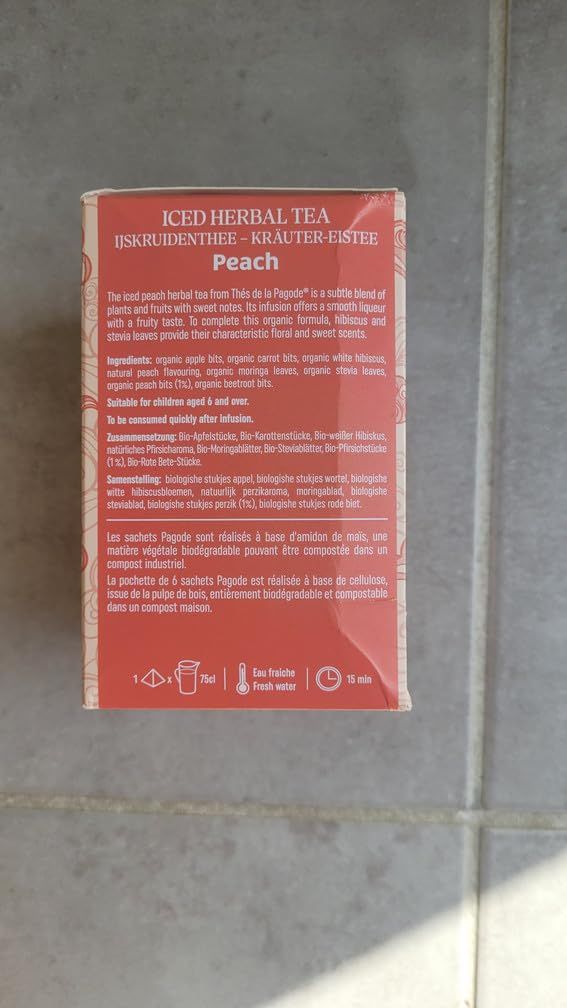 ICED HERBAL TEA
IJSKRUIDENTHEE – KRÄUTER-EISTEE
Peach
The iced peach herbal tea from Thés de la Pagode® is a subtle blend of
plants and fruits with sweet notes. Its infusion offers a smooth liqueur
with a fruity taste. To complete this organic formula, hibiscus and
stevia leaves provide their characteristic floral and sweet scents.
Ingredients: organic apple bits, organic carrot bits, organic white hibiscus,
natural peach flavouring, organic moringa leaves, organic stevia leaves,
organic peach bits (1%), organic beetroot bits.
Suitable for children aged 6 and over.
To be consumed quickly after infusion.
Zusammensetzung: Bio-Apfelstücke, Bio-Karottenstücke, Bio-weißer Hibiskus,
natürliches Pfirsicharoma, Bio-Moringablätter, Bio-Steviablätter, Bio-Pfirsichstücke
(1 %), Bio-Rote Bete-Stücke.
Samenstelling: biologische stukjes appel, biologische stukjes wortel, biologische
witte hibiscusbloemen, natuurlijk perzikaroma, moringablad, biologische
steviablad, biologische stukjes perzik (1%), biologische stukjes rode biet.
Les sachets Pagode sont réalisés à base d'amidon de maïs, une
matière végétale biodégradable pouvant être compostée dans un
compost industriel.
La pochette de 6 sachets Pagode est réalisée à base de cellulose,
issue de la pulpe de bois, entièrement biodégradable et compostable
dans un compost maison.
1 x 75cl
Eau fraiche
Fresh water
15 min